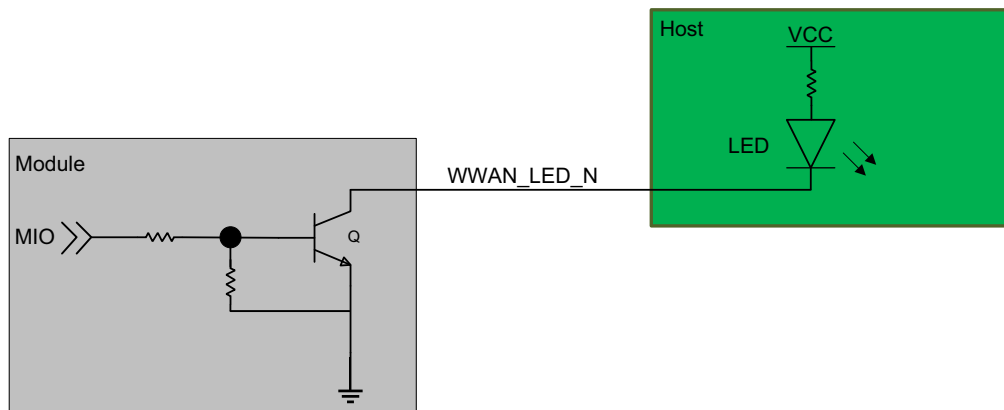 Host
VCC
LED
Module
WWAN_LED_N
MIO
Q